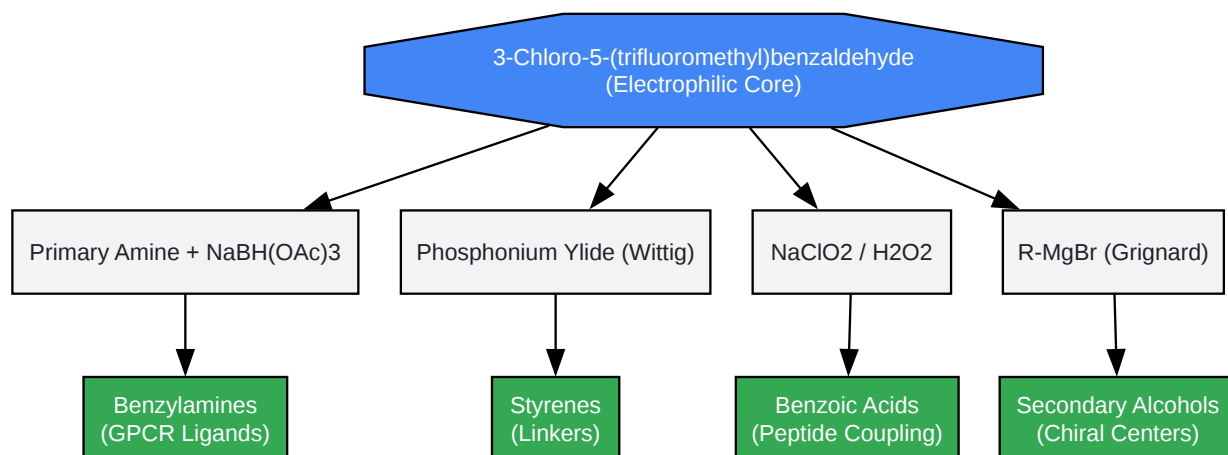 3-Chloro-5-(trifluoromethyl)benzaldehyde
(Electrophilic Core)
Primary Amine + NaBH(OAc)3
Phosphonium Ylide (Wittig)
NaClO2 / H2O2
R-MgBr (Grignard)
Benzylamines
(GPCR Ligands)
Styrenes
(Linkers)
Benzoic Acids
(Peptide Coupling)
Secondary Alcohols
(Chiral Centers)